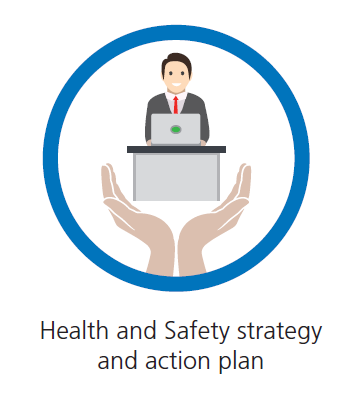 Health and Safety strategy
and action plan